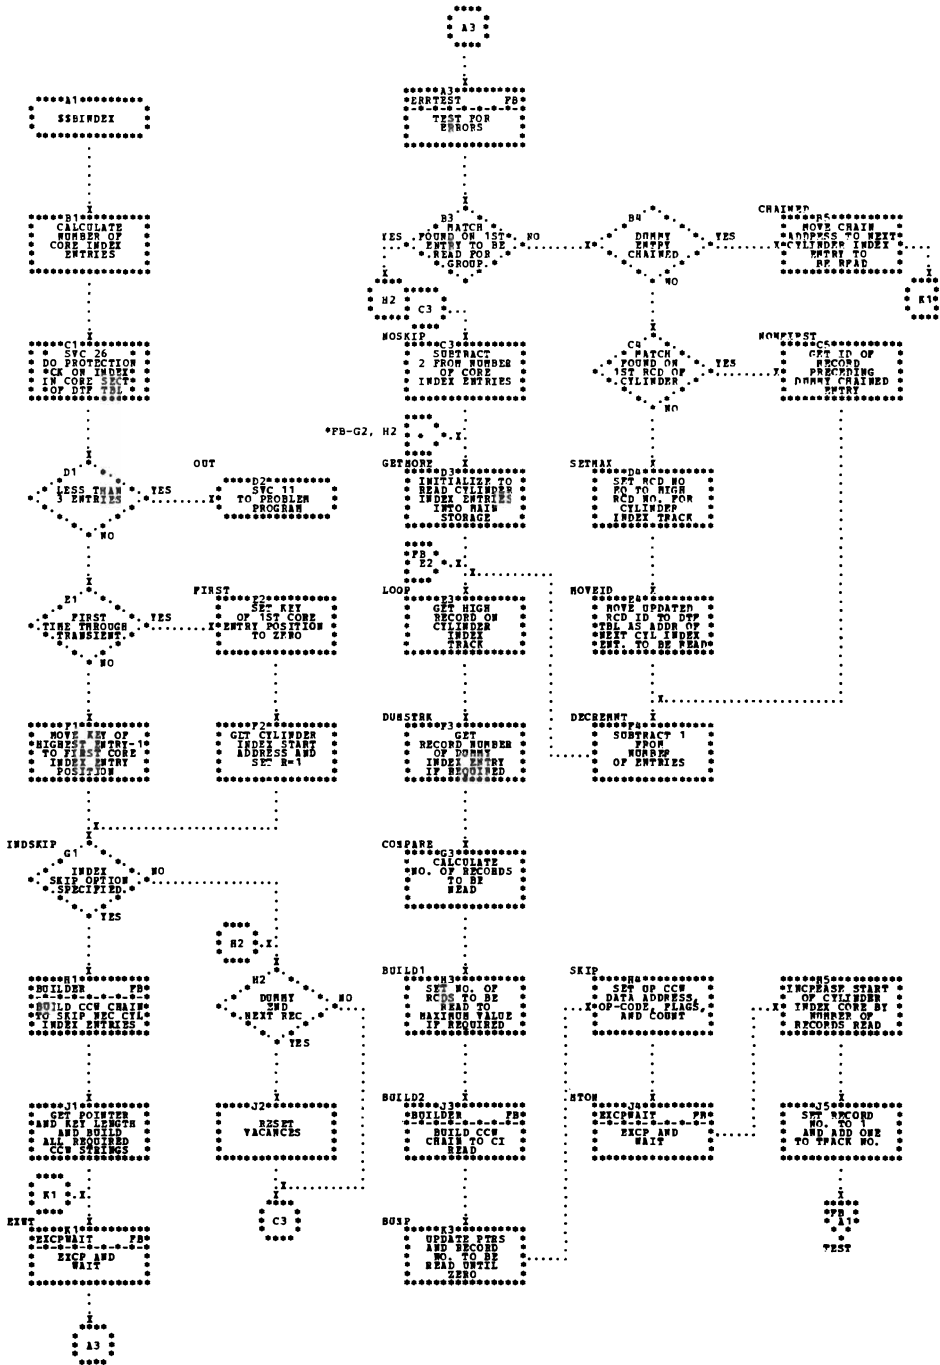 A3
A1
$$BINDEX
A3
ERRTEST FB
TEST FOR
ERRORS
B1
CALCULATE
NUMBER OF
CORE INDEX
ENTRIES
B3
MATCH
FOUND ON 1ST
ENTRY TO BE
READ FOR
GROUP
YES
NO
B4
DUMMY
ENTRY
CHAINED
YES
NO
CHAINED
B5
MOVE CHAIN
ADDRESS TO NEXT
CYLINDER INDEX
ENTRY TO
BE READ
H2
C3
K1
C1
SVC 26
DO PROTECTION
CK ON INDEX
IN CORE SECT
OF DTF TBL
NOSKIP
C3
SUBTRACT
2 FROM NUMBER
OF CORE
INDEX ENTRIES
C4
MATCH
FOUND ON
1ST RCD OF
CYLINDER
YES
NO
NONFIRST
C5
GET ID OF
RECORD
PRECEDING
DUMMY CHAINED
ENTRY
*FB-G2, H2
*
D1
LESS THAN
3 ENTRIES
YES
NO
OUT
D2
SVC 11
TO PROBLEM
PROGRAM
GETMORE
D3
INITIALIZE TO
READ CYLINDER
INDEX ENTRIES
INTO MAIN
STORAGE
SETMAX
D4
SET RCD NO
EQ TO HIGH
RCD NO. FOR
CYLINDER
INDEX TRACK
FB
E2
E1
FIRST
TIME THROUGH
TRANSIENT
YES
NO
FIRST
E2
SET KEY
OF 1ST CORE
ENTRY POSITION
TO ZERO
LOOP
E3
GET HIGH
RECORD ON
CYLINDER
INDEX
TRACK
MOVEID
E4
MOVE UPDATED
RCD ID TO DTF
TBL AS ADDR OF
NEXT CYL INDEX
ENT. TO BE READ
F1
MOVE KEY OF
HIGHEST ENTRY-1
TO FIRST CORE
INDEX ENTRY
POSITION
F2
GET CYLINDER
INDEX START
ADDRESS AND
SET R=1
DUMSTRK
F3
GET
RECORD NUMBER
OF DUMMY
INDEX ENTRY
IF REQUIRED
DECREMNT
F4
SUBTRACT 1
FROM
NUMBER
OF ENTRIES
INDSKIP
G1
INDEX
SKIP OPTION
SPECIFIED
NO
YES
COMPARE
G3
CALCULATE
NO. OF RECORDS
TO BE
READ
H2
H1
BUILDER FB
BUILD CCW CHAIN
TO SKIP NEC CYL
INDEX ENTRIES
H2
DUMMY
END
NEXT REC
NO
YES
BUILD1
H3
SET NO. OF
RCDS TO BE
READ TO
MAXIMUM VALUE
IF REQUIRED
SKIP
H4
SET UP CCW
DATA ADDRESS,
OP-CODE, FLAGS,
AND COUNT
H5
INCREASE START
OF CYLINDER
INDEX CORE BY
NUMBER OF
RECORDS READ
J1
GET POINTER
AND KEY LENGTH
AND BUILD
ALL REQUIRED
CCW STRINGS
J2
RESET
VACANCES
BUILD2
J3
BUILDER FB
BUILD CCW
CHAIN TO CI
READ
J4
EXCPWAIT FB
EXCP AND
WAIT
J5
SET RECORD
NO. TO 1
AND ADD ONE
TO TRACK NO.
K1
C3
FB
A1
TEST
K1
EXCPWAIT FB
EXCP AND
WAIT
K3
UPDATE PTRS
AND RECORD
NO. TO BE
READ UNTIL
ZERO
A3